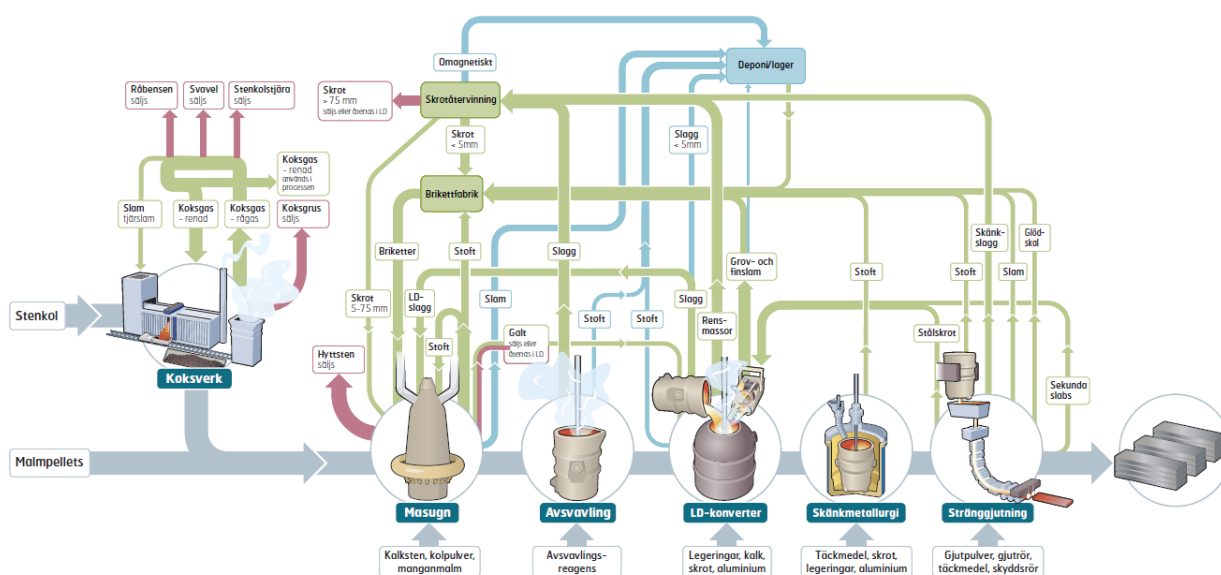 Omagnetiskt
Deponi/lager
Råbensen
säljs
Svavel
säljs
Stenkolstjära
säljs
Skrot
> 75 mm
säljs eller återvas i LD
Skrotåtervinning
Skrot
< 5mm
Slagg
< 5mm
Koksgas
- renad
används i
processen
Brikettfabrik
Slam
tjärslam
Koksgas
- renad
Koksgas
- rågas
Koksgrus
säljs
Skänk-
slagg
Glöd-
skal
Briketter
Stoft
Slagg
Grov- och
finslam
Stoft
Stoft
Slam
Skrot
5-75 mm
LD-
slagg
Slam
Slagg
Stenkol
Stoft
Stoft
Rens-
massor
Stålskrot
Stoft
Galt
säljs eller
återvas i LD
Hyttsten
säljs
Koksverk
Sekunda
slabs
Malmpellets
Masugn
Avsvavling
LD-konverter
Skänkmetallurgi
Stränggjutning
Kalksten, kolpulver,
manganmalm
Avsvavlings-
reagens
Legeringar, kalk,
skrot, aluminium
Täckmedel, skrot,
legeringar, aluminium
Gjutpulver, gjutrör,
täckmedel, skyddsrör